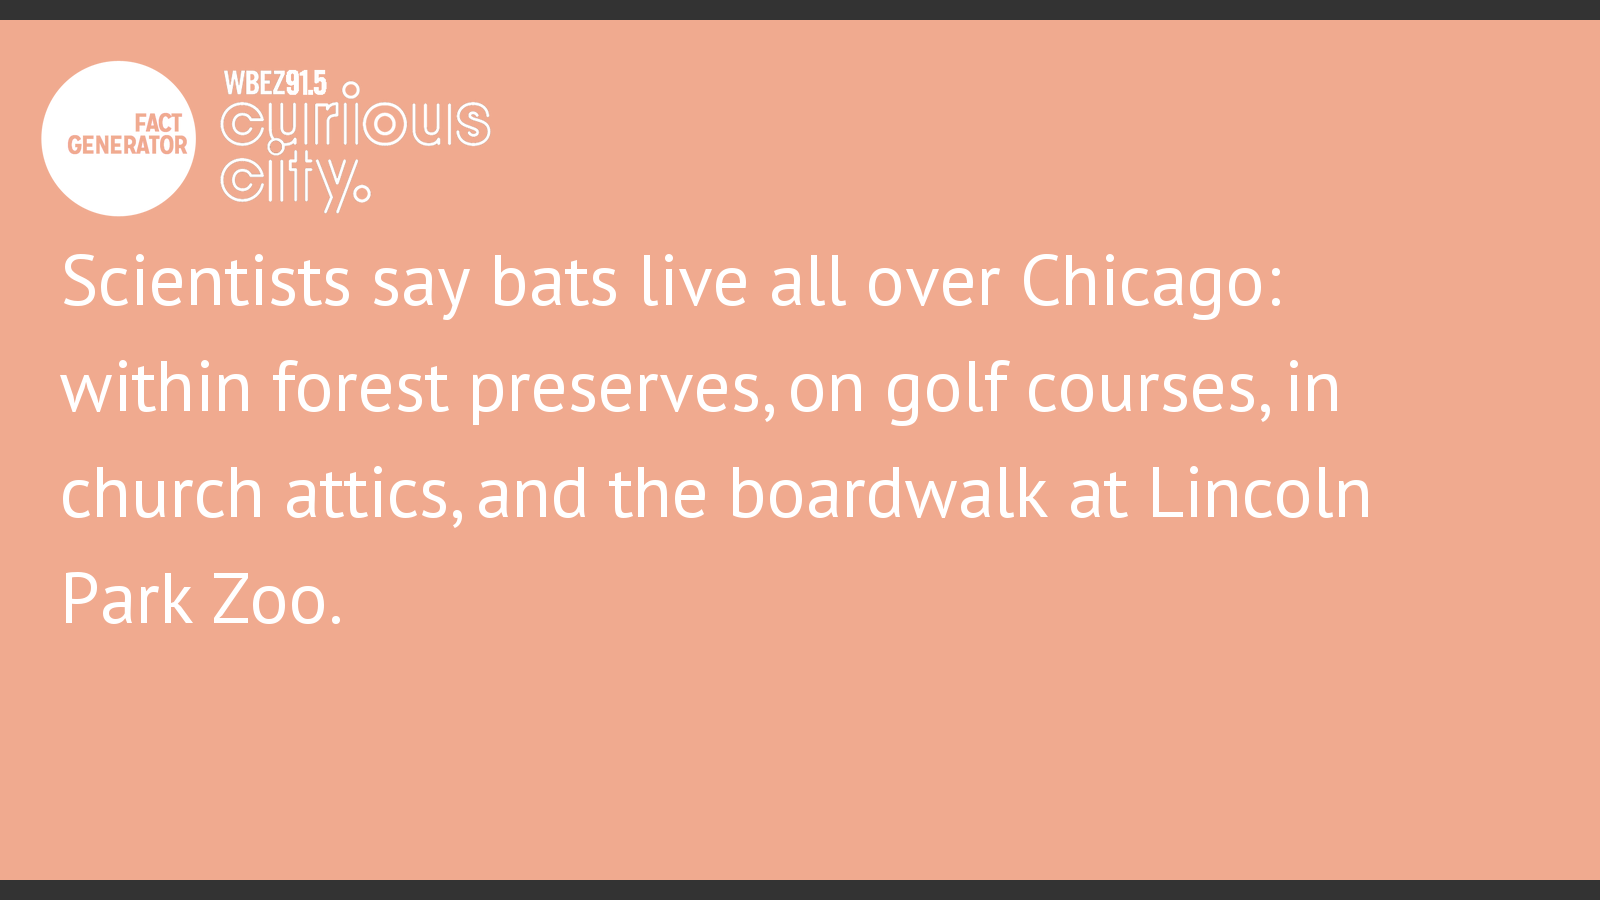 FACT
GENERATOR
WBEZ91.5
curious
city.
Scientists say bats live all over Chicago:
within forest preserves, on golf courses, in
church attics, and the boardwalk at Lincoln
Park Zoo.